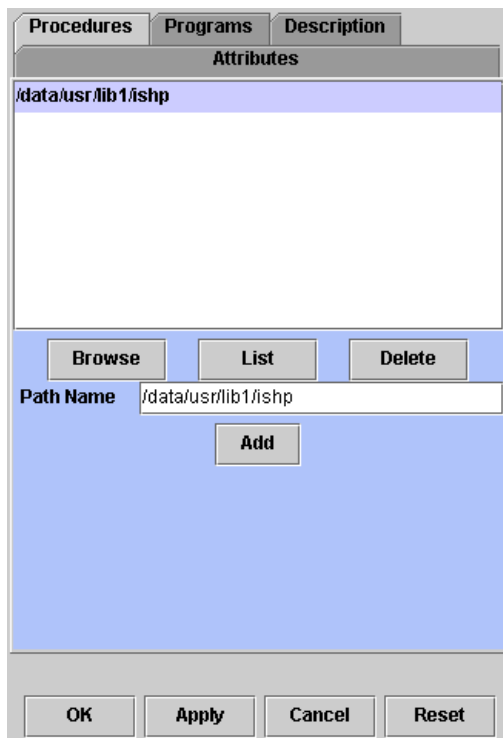 Procedures Programs Description
Attributes
/data/usr/lib1/ishp
Browse List Delete
Path Name /data/usr/lib1/ishp
Add
OK Apply Cancel Reset